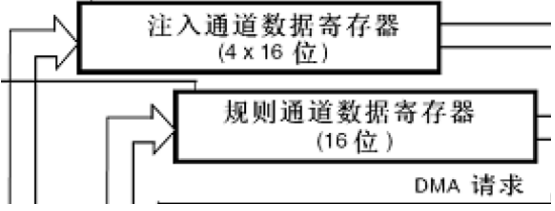 注入通道数据寄存器
(4 x 16 位)
规则通道数据寄存器
(16 位 )
DMA 请求